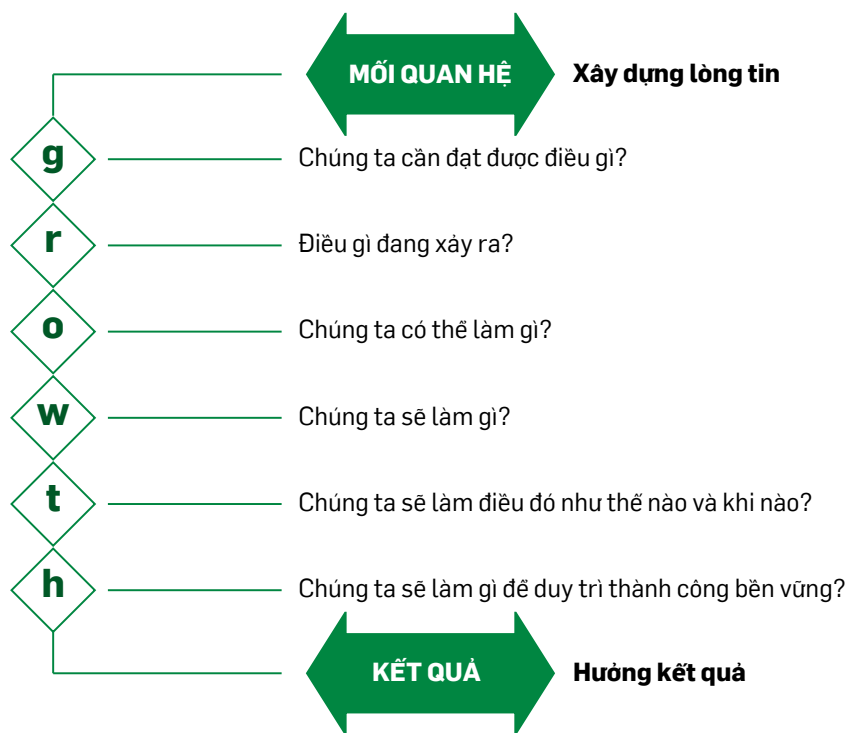 MỐI QUAN HỆ Xây dựng lòng tin
g Chúng ta cần đạt được điều gì?
r Điều gì đang xảy ra?
o Chúng ta có thể làm gì?
w Chúng ta sẽ làm gì?
t Chúng ta sẽ làm điều đó như thế nào và khi nào?
h Chúng ta sẽ làm gì để duy trì thành công bền vững?
KẾT QUẢ Hưởng kết quả